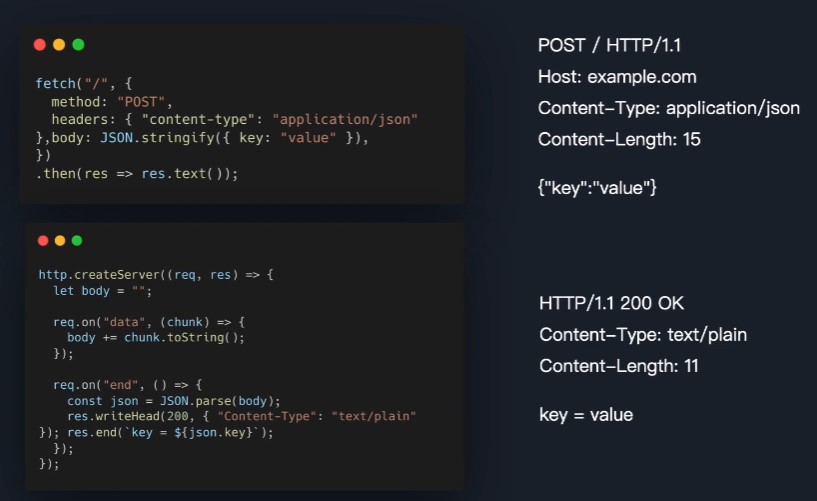 fetch("/", {
method: "POST",
headers: { "content-type": "application/json"
},body: JSON.stringify({ key: "value" }),
})
.then(res => res.text());
POST / HTTP/1.1
Host: example.com
Content-Type: application/json
Content-Length: 15
{"key":"value"}
http.createServer((req, res) => {
let body = "";
req.on("data", (chunk) => {
body += chunk.toString();
});
req.on("end", () => {
const json = JSON.parse(body);
res.writeHead(200, { "Content-Type": "text/plain"
}); res.end(`key = ${json.key}`);
});
});
HTTP/1.1 200 OK
Content-Type: text/plain
Content-Length: 11
key = value